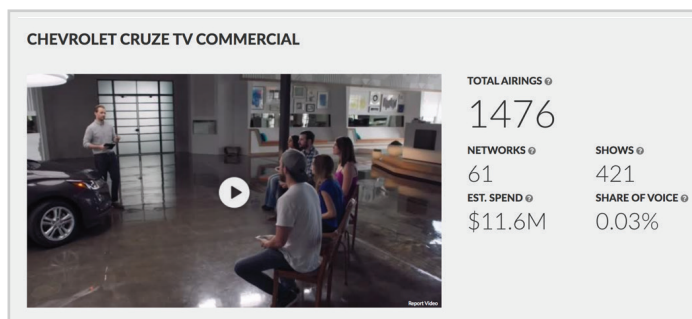 CHEVROLET CRUZE TV COMMERCIAL
TOTAL AIRINGS
1476
NETWORKS
SHOWS
61
421
EST. SPEND
SHARE OF VOICE
$11.6M
0.03%
Report Video